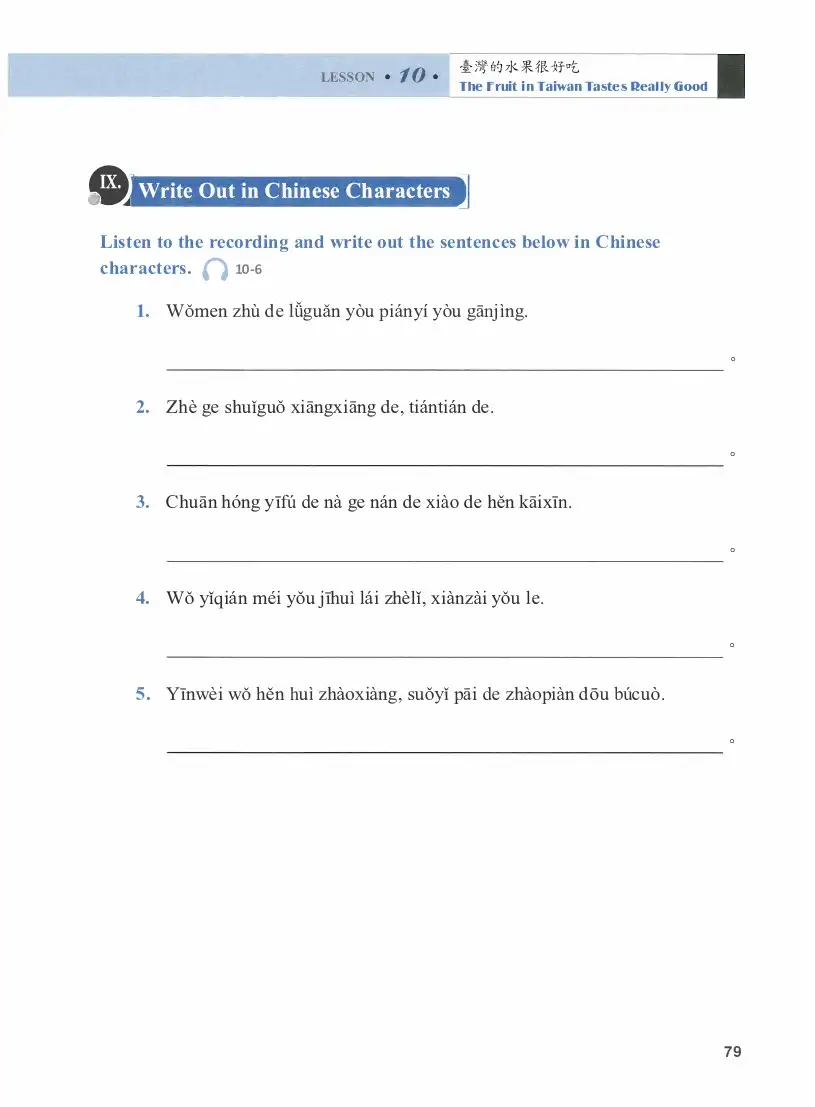 LESSON • 10 •
臺灣的水果很好吃
The Fruit in Taiwan Tastes Really Good
IX. Write Out in Chinese Characters
Listen to the recording and write out the sentences below in Chinese
characters. 10-6
1. Wǒmen zhù de lǚguǎn yòu piányí yòu gānjìng.
。
2. Zhè ge shuǐguǒ xiāngxiāng de, tiántián de.
。
3. Chuān hóng yīfú de nà ge nán de xiào de hěn kāixīn.
。
4. Wǒ yǐqián méi yǒu jīhuì lái zhèlǐ, xiànzài yǒu le.
。
5. Yīnwèi wǒ hěn huì zhàoxiàng, suǒyǐ pāi de zhàopiàn dōu búcuò.
。
79